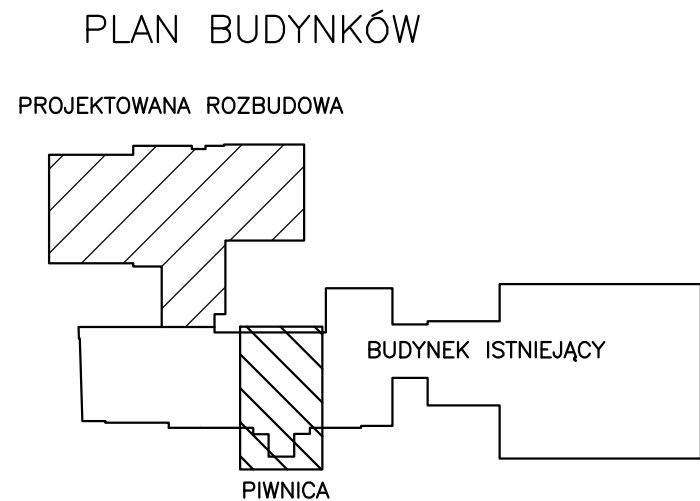 PLAN BUDYNKÓW
PROJEKTOWANA ROZBUDOWA
BUDYNEK ISTNIEJĄCY
PIWNICA